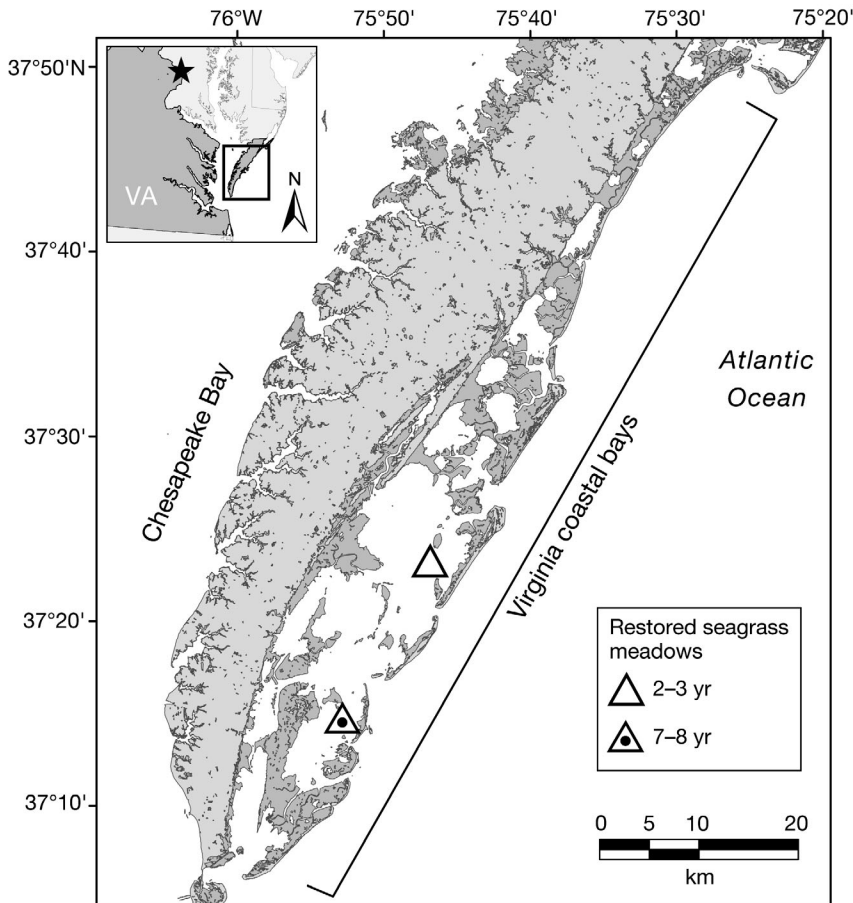 76°W
75°50'
75°40'
75°30'
75°20'
37°50'N
37°40'
37°30'
37°20'
37°10'
VA
N
Chesapeake Bay
Atlantic
Ocean
Virginia coastal bays
Restored seagrass
meadows
2–3 yr
7–8 yr
0 5 10 20
km